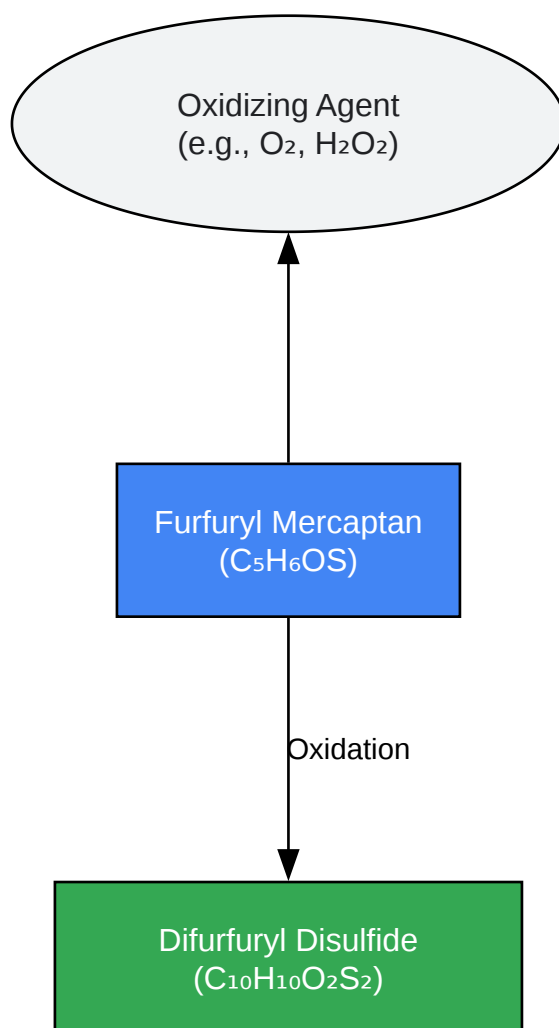 Oxidizing Agent
(e.g., O₂, H₂O₂)
Furfuryl Mercaptan
(C₅H₆OS)
Oxidation
Difurfuryl Disulfide
(C₁₀H₁₀O₂S₂)